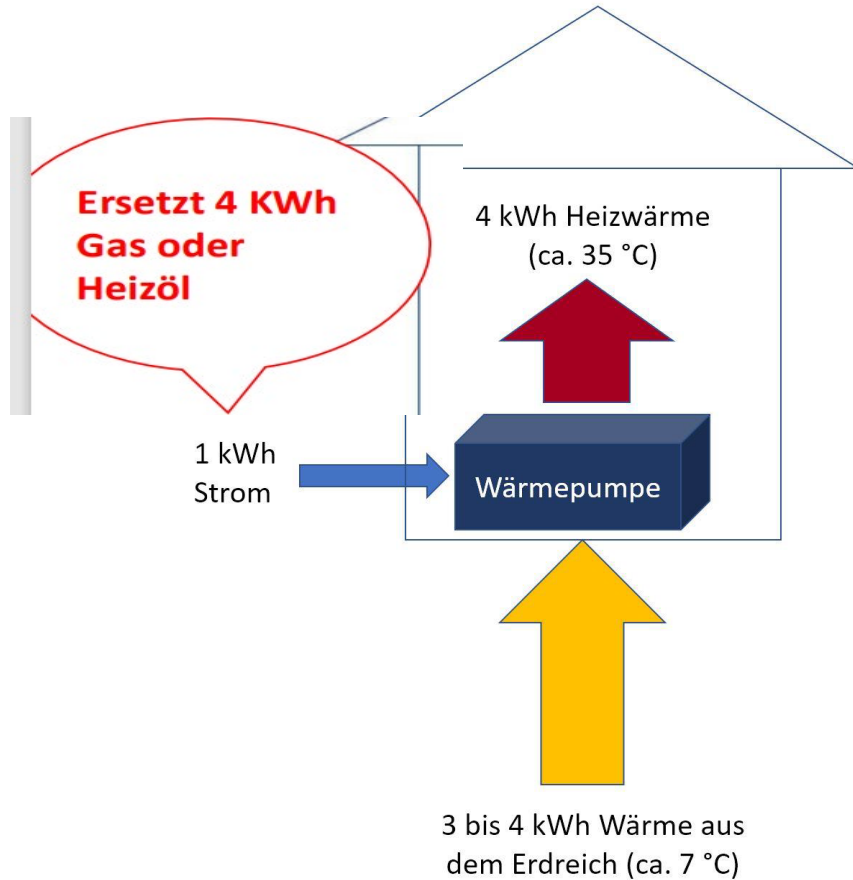 Ersetzt 4 KWh
Gas oder
Heizöl
4 kWh Heizwärme
(ca. 35 °C)
1 kWh
Strom
Wärmepumpe
3 bis 4 kWh Wärme aus
dem Erdreich (ca. 7 °C)